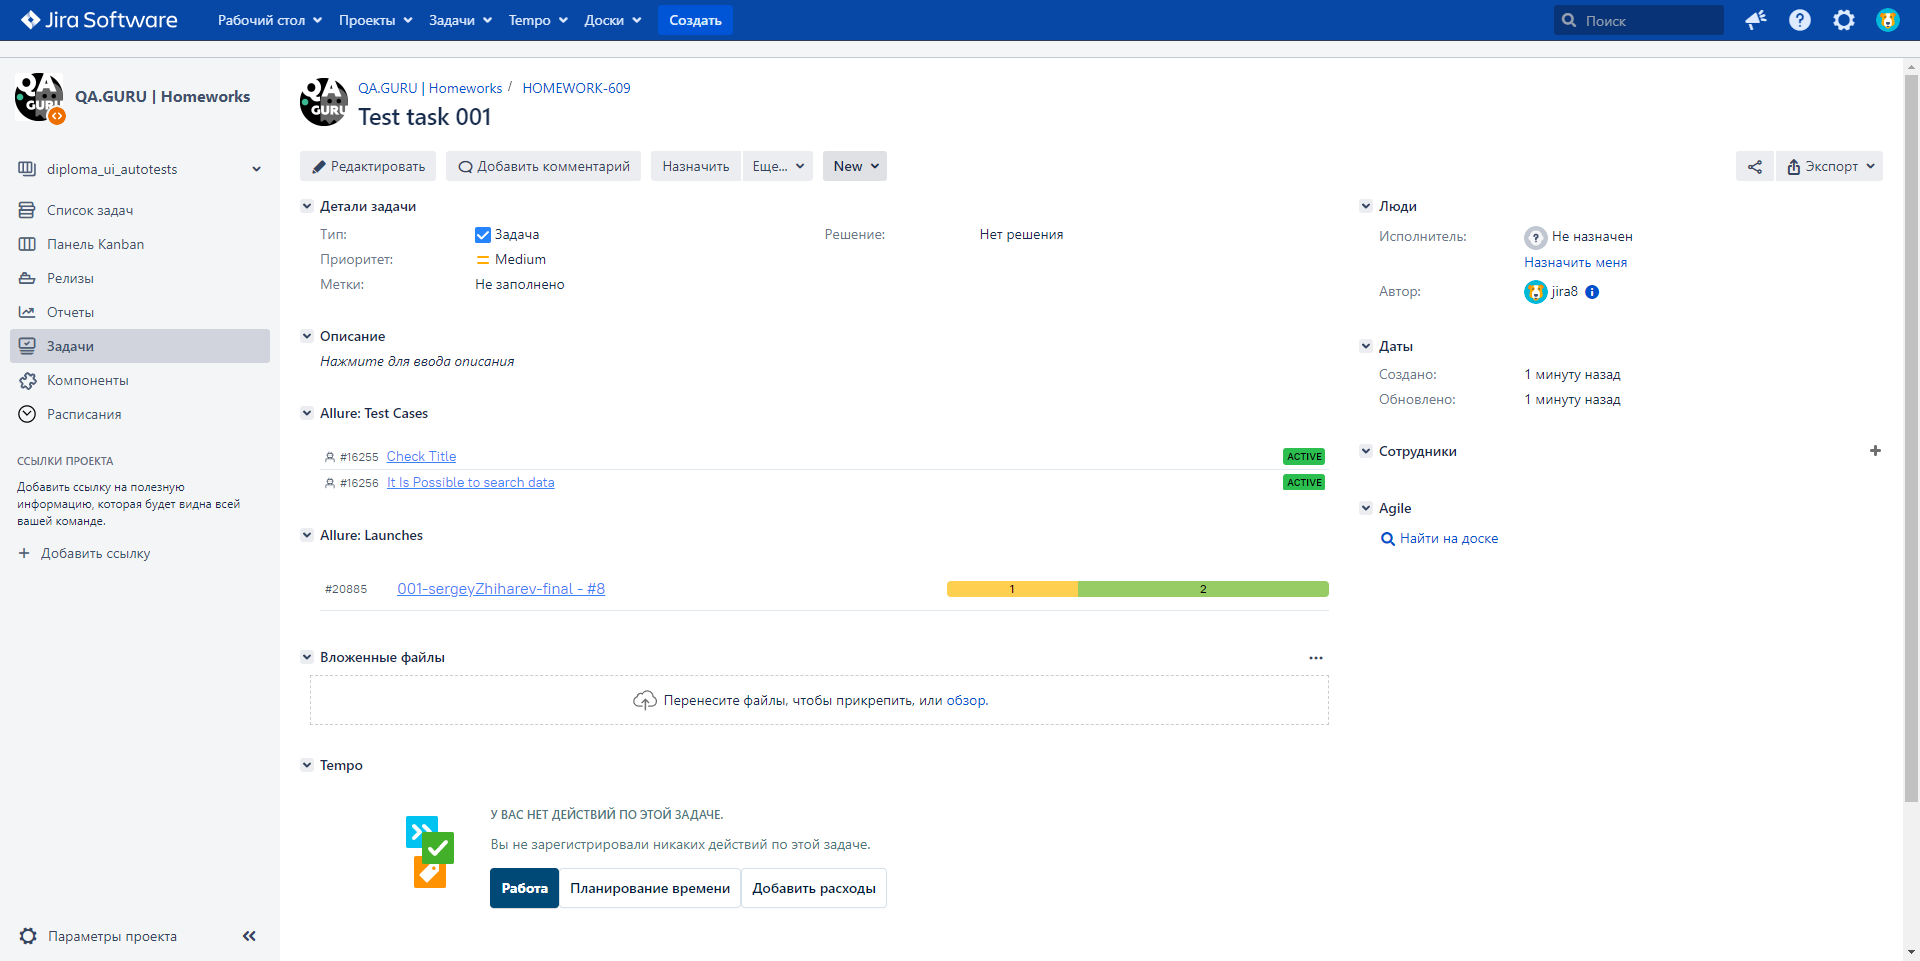 Jira Software
Рабочий стол
Проекты
Задачи
Tempo
Доски
Создать
Поиск
QA.GURU | Homeworks
diploma_ui_autotests
Список задач
Панель Kanban
Релизы
Отчеты
Задачи
Компоненты
Расписания
ССЫЛКИ ПРОЕКТА
Добавить ссылку на полезную
информацию, которая будет видна всей
вашей команде.
Добавить ссылку
Параметры проекта
QA
GURU
QA.GURU | Homeworks / HOMEWORK-609
Test task 001
Редактировать
Добавить комментарий
Назначить
Еще...
New
Экспорт
Детали задачи
Тип: Задача
Решение: Нет решения
Приоритет: Medium
Метки: Не заполнено
Описание
Нажмите для ввода описания
Allure: Test Cases
#16255 Check Title ACTIVE
#16256 It Is Possible to search data ACTIVE
Allure: Launches
#20885 001-sergeyZhiharev-final - #8 1 2
Вложенные файлы
Перенесите файлы, чтобы прикрепить, или обзор.
Tempo
У ВАС НЕТ ДЕЙСТВИЙ ПО ЭТОЙ ЗАДАЧЕ.
Вы не зарегистрировали никаких действий по этой задаче.
Работа
Планирование времени
Добавить расходы
Люди
Исполнитель: Не назначен
Назначить меня
Автор: jira8
Даты
Создано: 1 минуту назад
Обновлено: 1 минуту назад
Сотрудники
Agile
Найти на доске